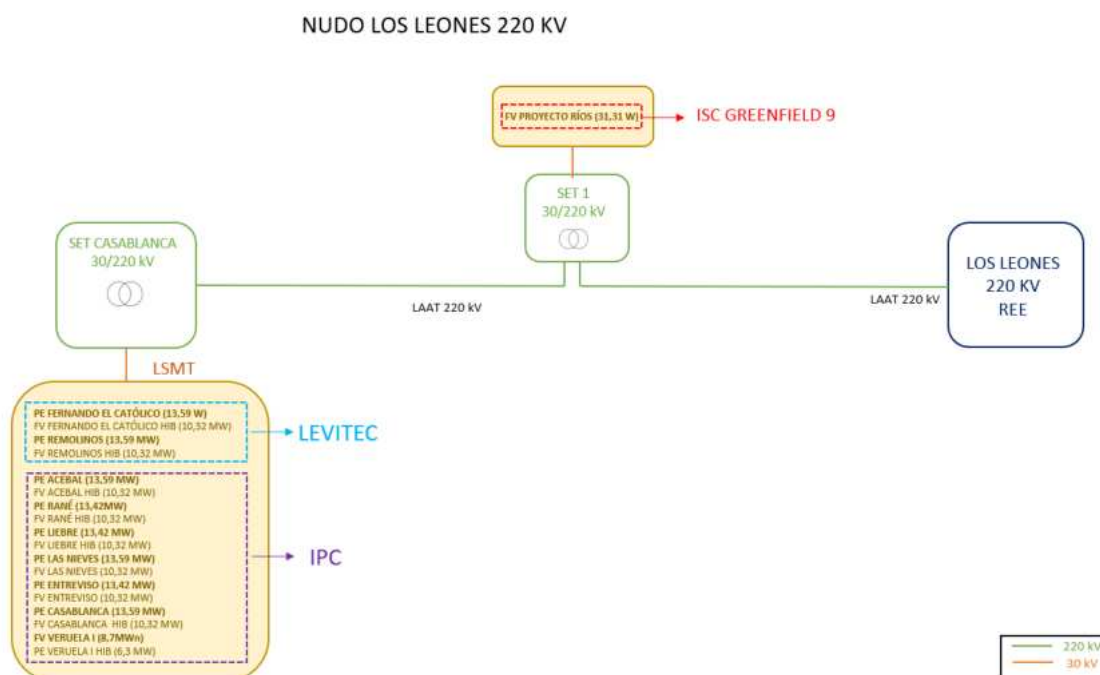 NUDO LOS LEONES 220 KV
FV PROYECTO RÍOS (31,31 W)
ISC GREENFIELD 9
SET 1
30/220 kV
SET CASABLANCA
30/220 kV
LOS LEONES
220 KV
REE
LAAT 220 kV
LAAT 220 kV
LSMT
PE FERNANDO EL CATÓLICO (13,59 W)
FV FERNANDO EL CATÓLICO HIB (10,32 MW)
PE REMOLINOS (13,59 MW)
FV REMOLINOS HIB (10,32 MW)
LEVITEC
PE ACEBAL (13,59 MW)
FV ACEBAL HIB (10,32 MW)
PE RANÉ (13,42MW)
FV RANÉ HIB (10,32 MW)
PE LIEBRE (13,42 MW)
FV LIEBRE HIB (10,32 MW)
PE LAS NIEVES (13,59 MW)
FV LAS NIEVES (10,32 MW)
PE ENTREVISO (13,42 MW)
FV ENTREVISO (10,32 MW)
PE CASABLANCA (13,59 MW)
FV CASABLANCA HIB (10,32 MW)
FV VERUELA I (8,7MWn)
PE VERUELA I HIB (6,3 MW)
IPC
220 kV
30 kV